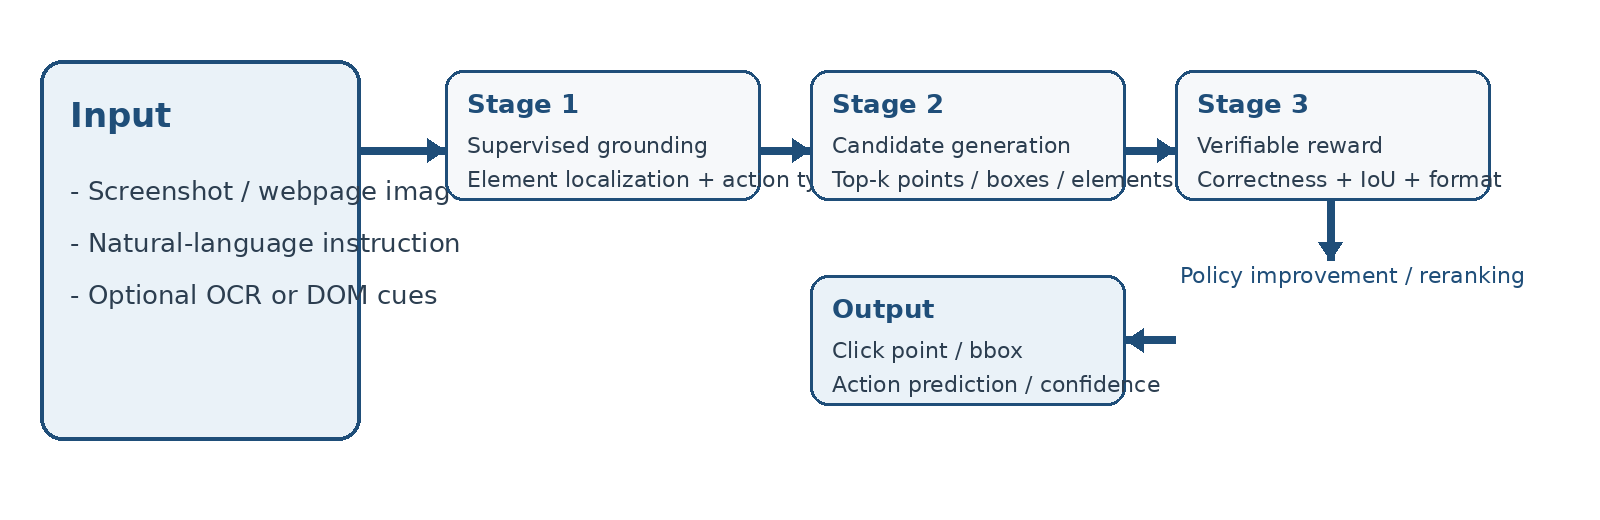 Input
- Screenshot / webpage imag
- Natural-language instruction
- Optional OCR or DOM cues
Stage 1
Supervised grounding
Element localization + action ty
Stage 2
Candidate generation
Top-k points / boxes / elements
Stage 3
Verifiable reward
Correctness + IoU + format
Policy improvement / reranking
Output
Click point / bbox
Action prediction / confidence